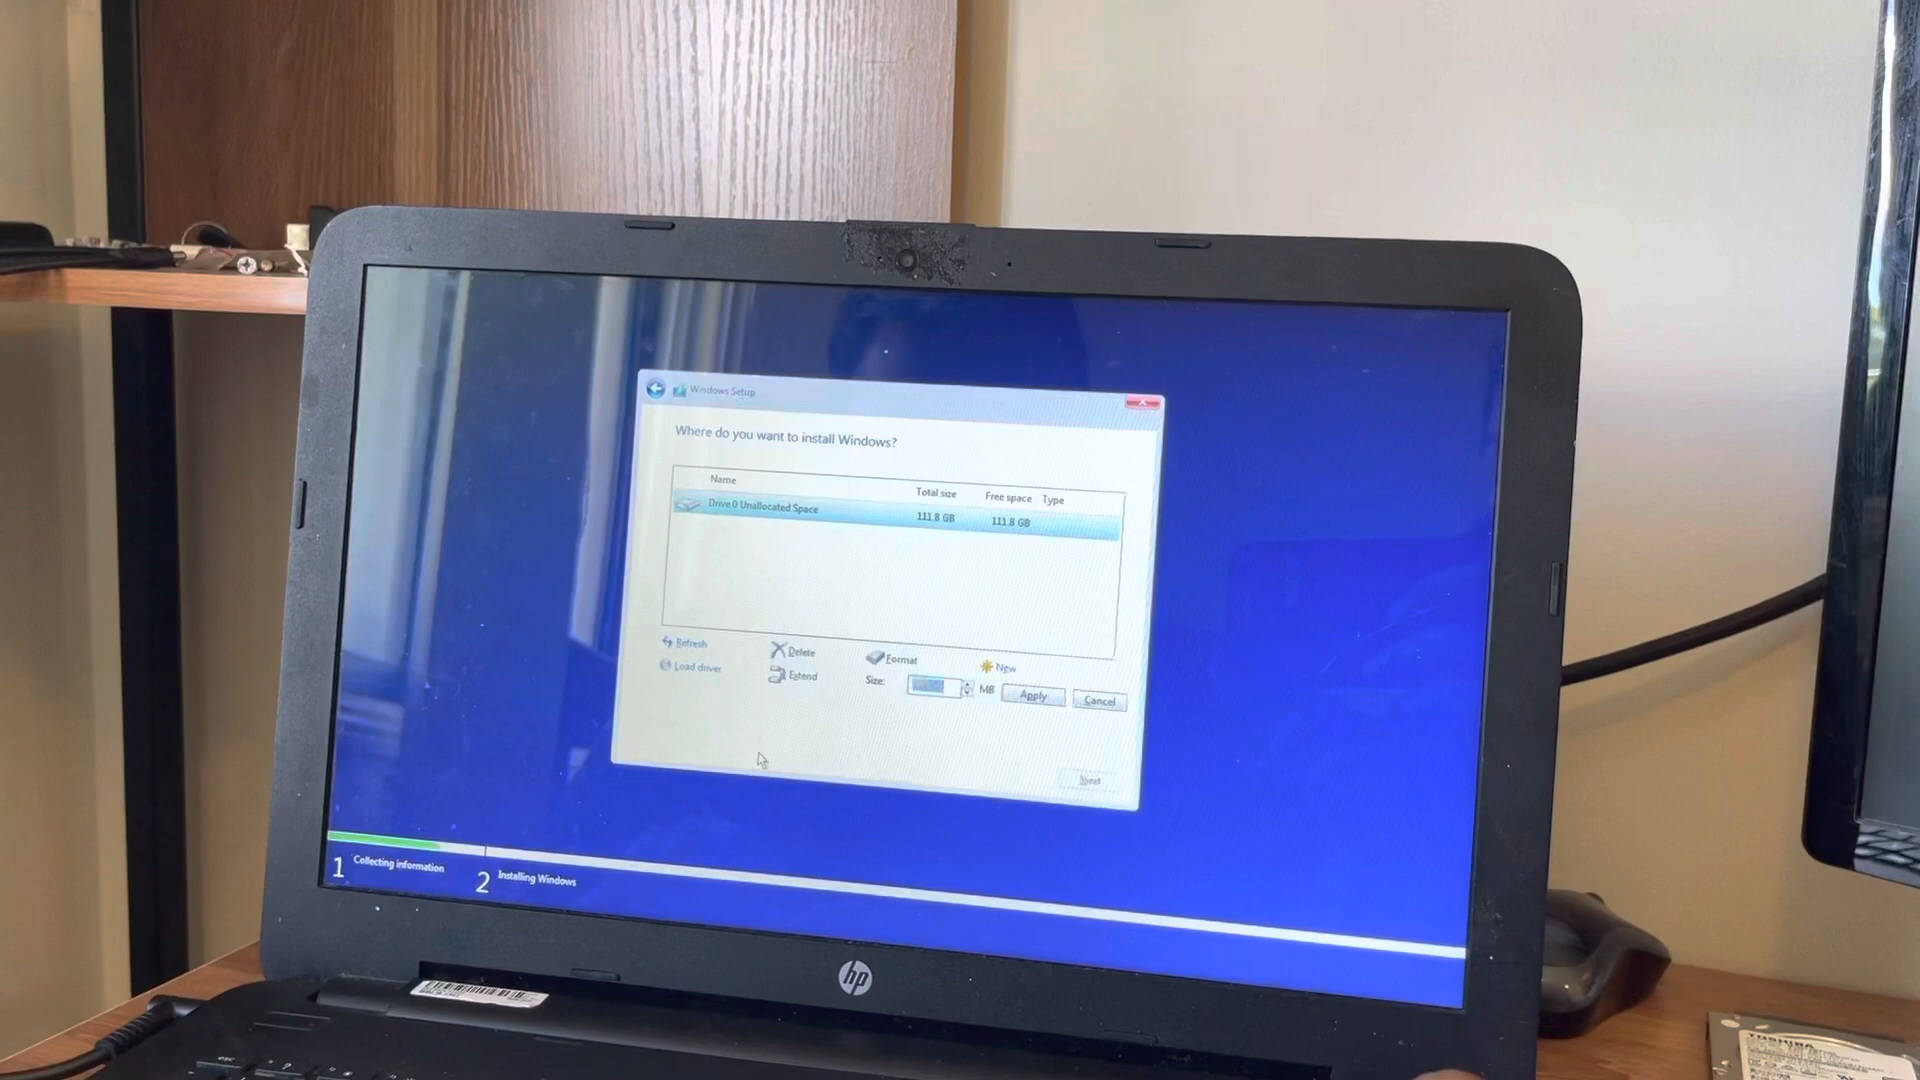 Windows Setup
Where do you want to install Windows?
Name Total size Free space Type
Drive 0 Unallocated Space 111.8 GB 111.8 GB
Refresh Delete Format New
Load driver Extend Size: MB Apply Cancel
Next
1 Collecting information 2 Installing Windows
hp
esc
TOSHIBA